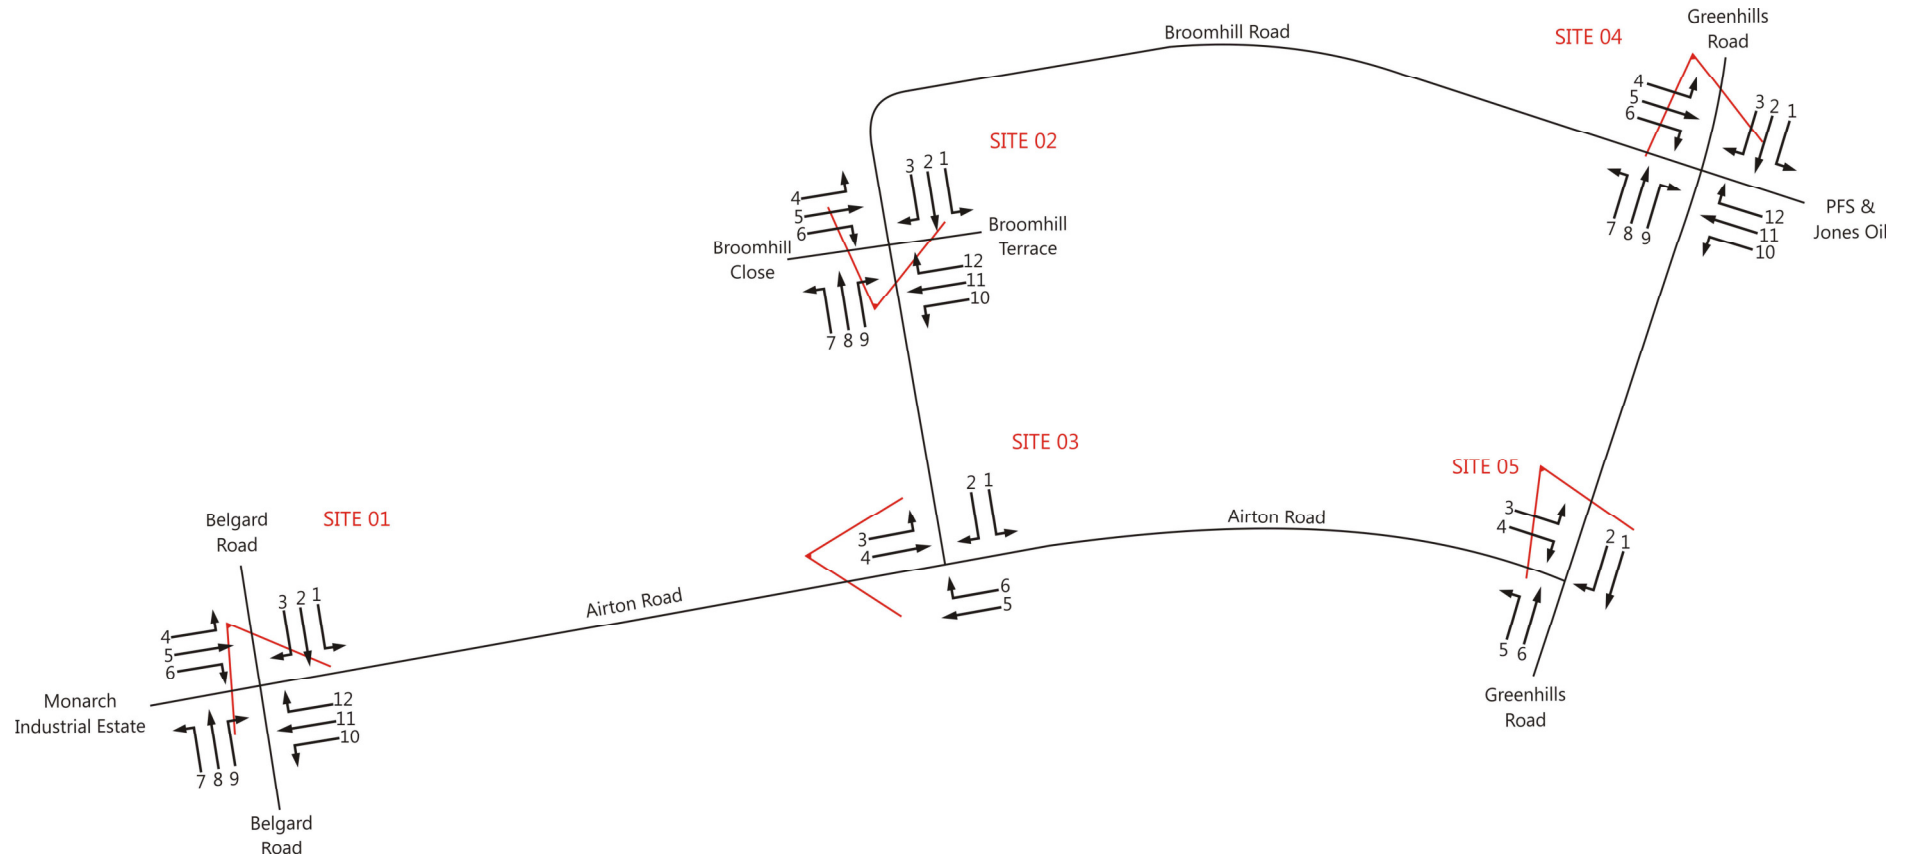 Broomhill Road
SITE 04
Greenhills
Road
4
5
6
3
2
1
7
8
9
12
11
10
PFS &
Jones Oil
SITE 02
3
2
1
4
5
6
Broomhill
Close
Broomhill
Terrace
12
11
10
7
8
9
SITE 03
2
1
3
4
6
5
SITE 05
3
4
2
1
5
6
Airton Road
Greenhills
Road
Airton Road
Belgard
Road
SITE 01
3
2
1
4
5
6
Monarch
Industrial Estate
12
11
10
7
8
9
Belgard
Road